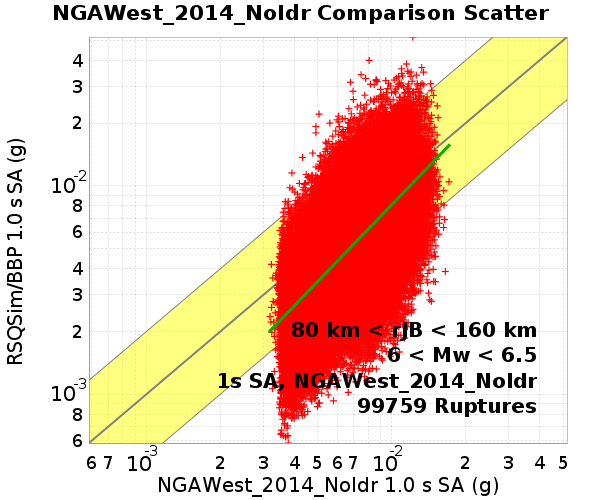 NGAWest_2014_NoIdr Comparison Scatter
RSQSim/BBP 1.0 s SA (g)
4
3
2
10-2
8
6
4
3
2
10-3
8
6
80 km < rJB < 160 km
6 < Mw < 6.5
1s SA, NGAWest_2014_NoIdr
99759 Ruptures
6 7 10-3 2 3 4 5 6 7 10-2 2 3 4 5
NGAWest_2014_NoIdr 1.0 s SA (g)